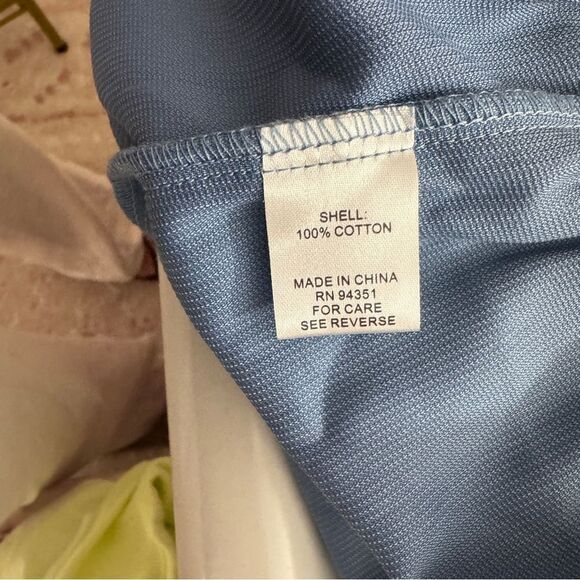 SHELL:
100% COTTON
MADE IN CHINA
RN 94351
FOR CARE
SEE REVERSE